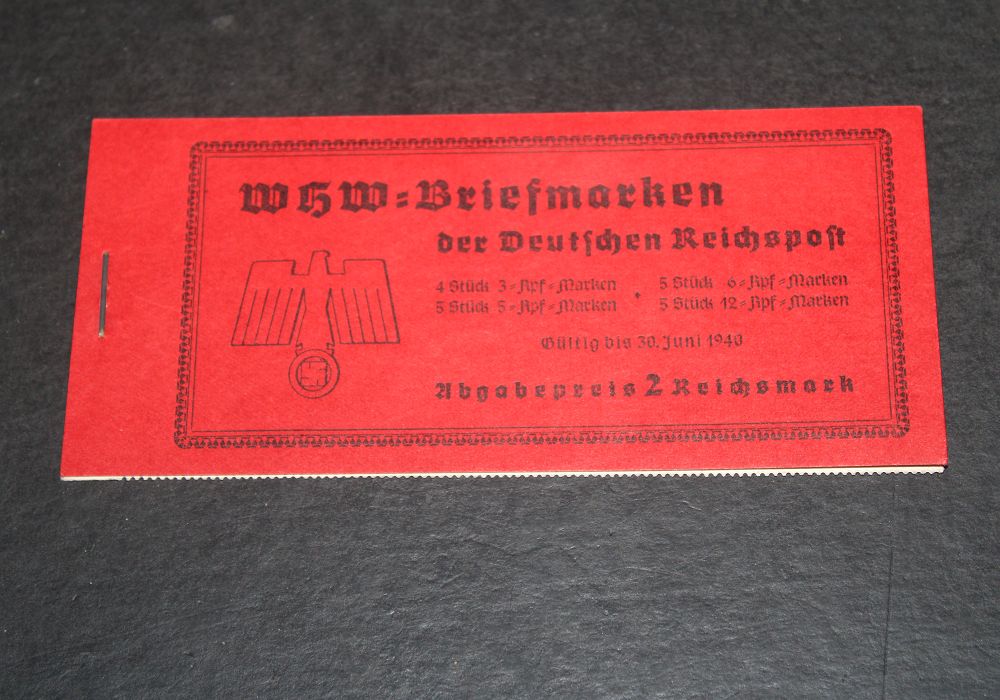 WHW=Briefmarken
der Deutschen Reichspost
4 Stück 3=Rpf=Marken • 5 Stück 6=Rpf=Marken
5 Stück 5=Rpf=Marken 5 Stück 12=Rpf=Marken
Gültig bis 30. Juni 1940
Abgabepreis 2 Reichsmark